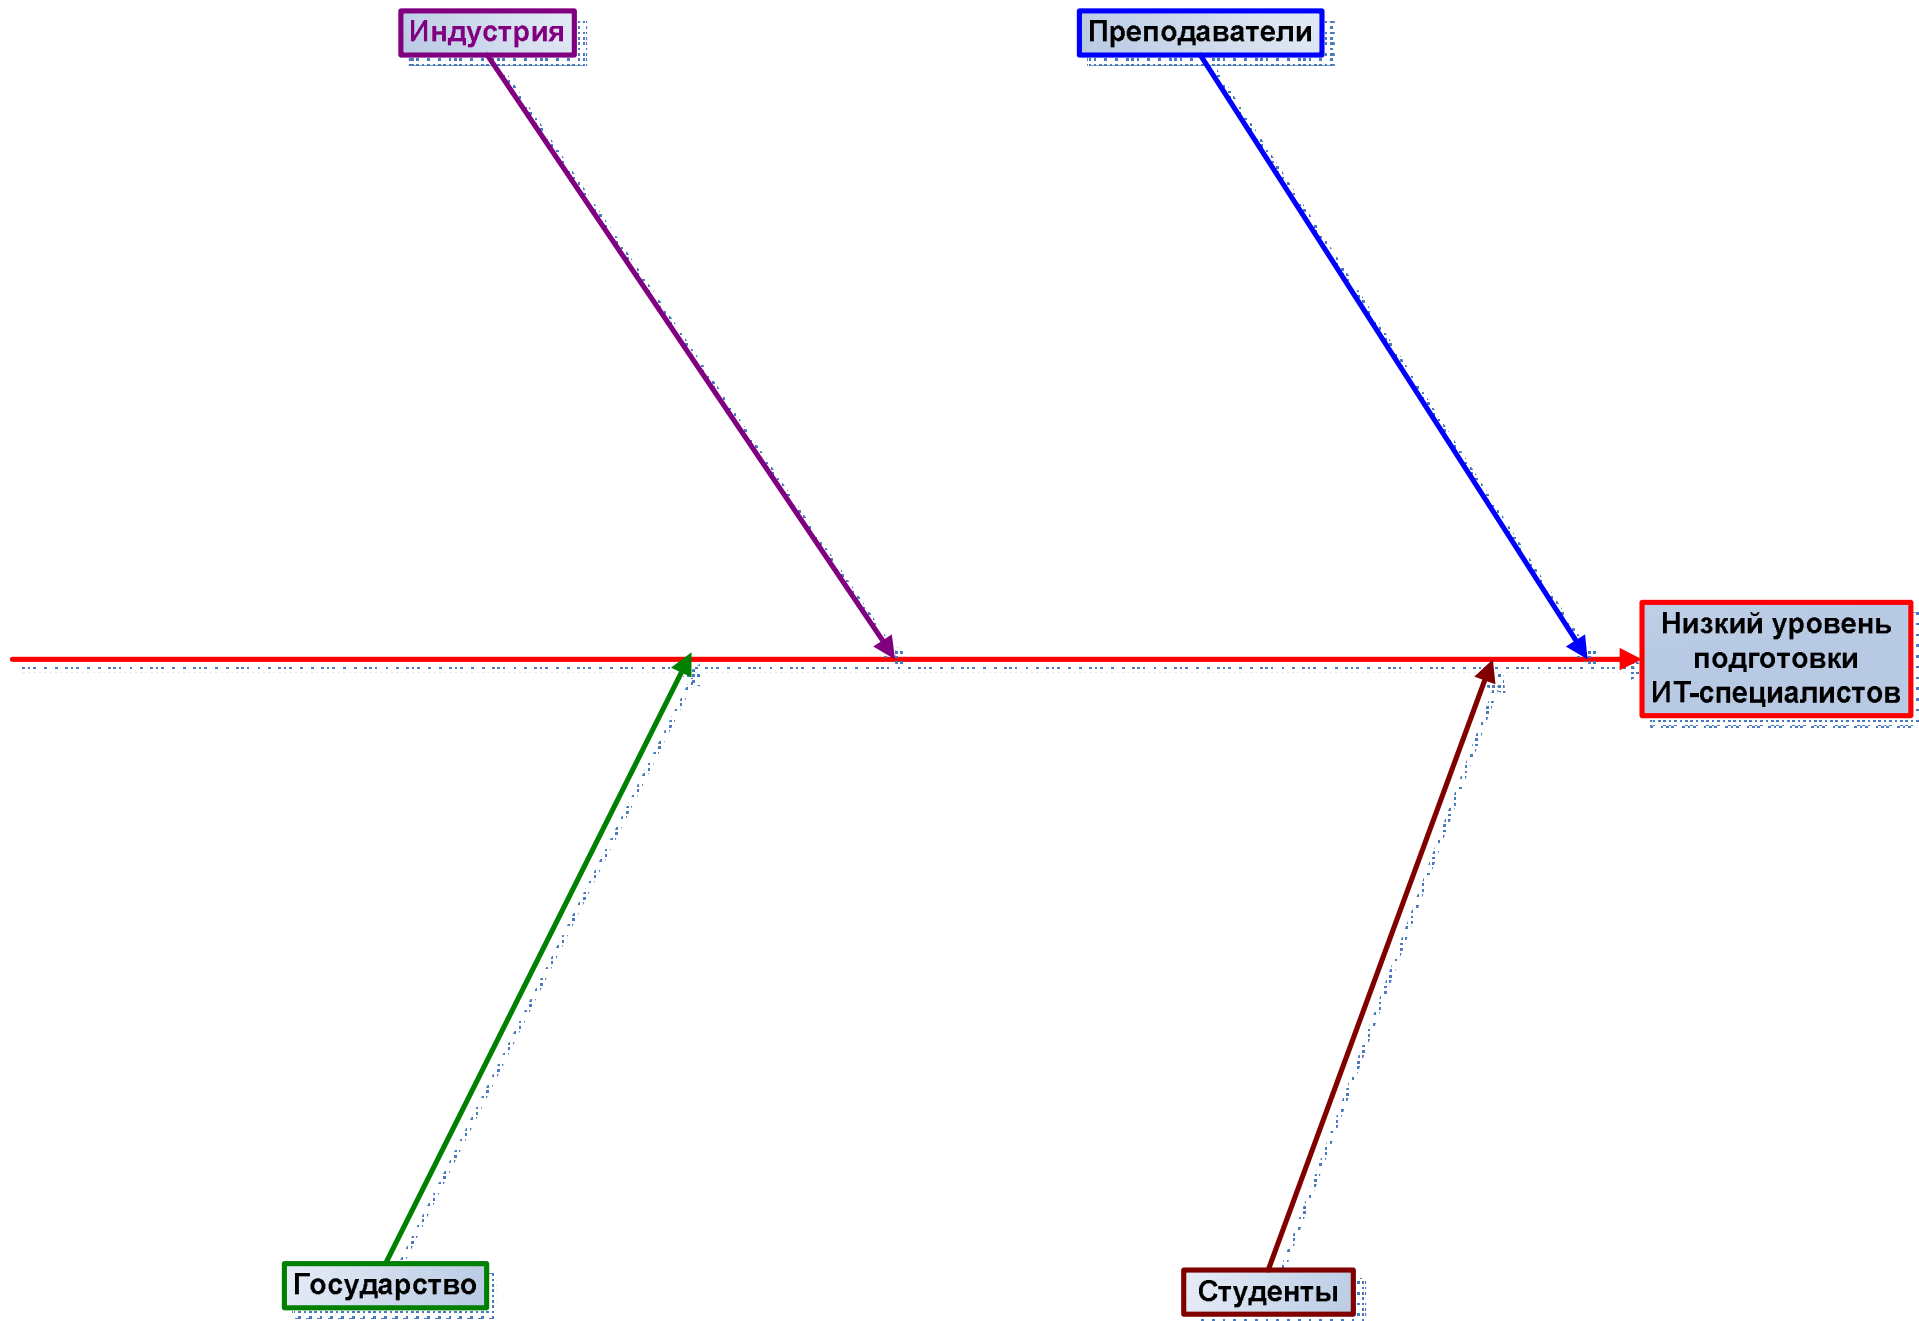 Индустрия
Преподаватели
Низкий уровень
подготовки
ИТ-специалистов
Государство
Студенты